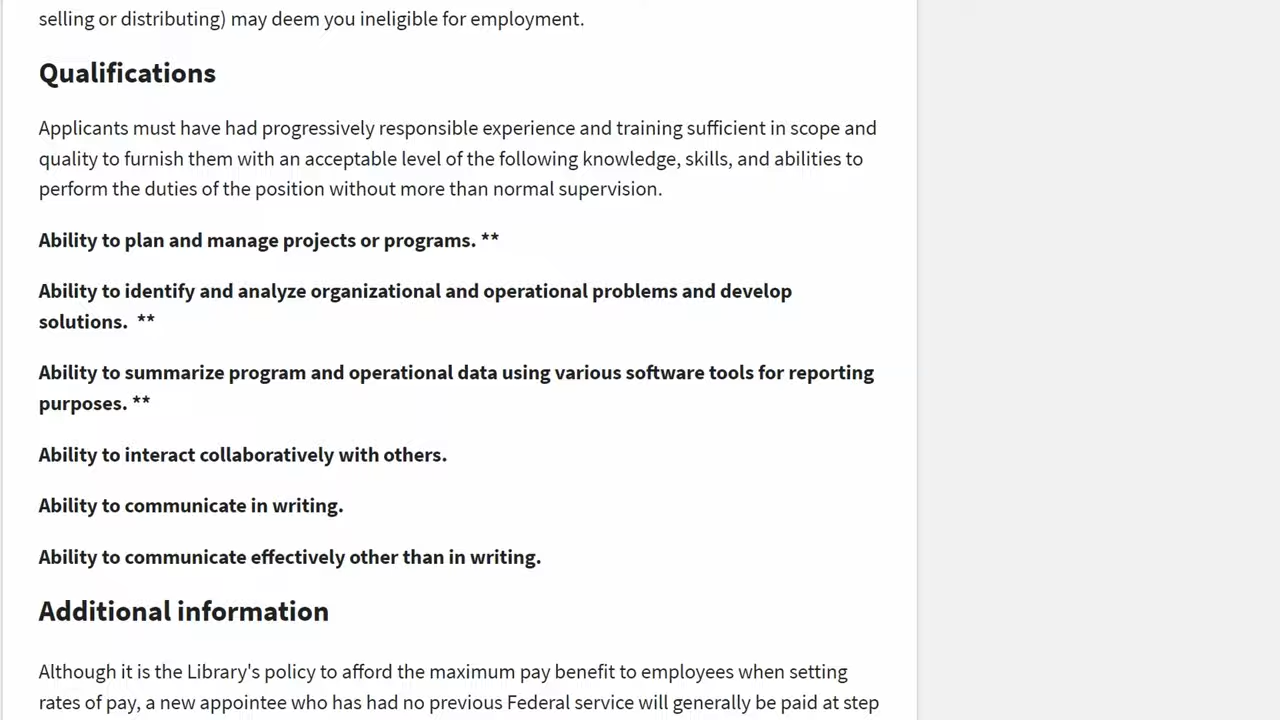 selling or distributing) may deem you ineligible for employment.
Qualifications
Applicants must have had progressively responsible experience and training sufficient in scope and
quality to furnish them with an acceptable level of the following knowledge, skills, and abilities to
perform the duties of the position without more than normal supervision.
Ability to plan and manage projects or programs. **
Ability to identify and analyze organizational and operational problems and develop
solutions.  **
Ability to summarize program and operational data using various software tools for reporting
purposes. **
Ability to interact collaboratively with others.
Ability to communicate in writing.
Ability to communicate effectively other than in writing.
Additional information
Although it is the Library's policy to afford the maximum pay benefit to employees when setting
rates of pay, a new appointee who has had no previous Federal service will generally be paid at step